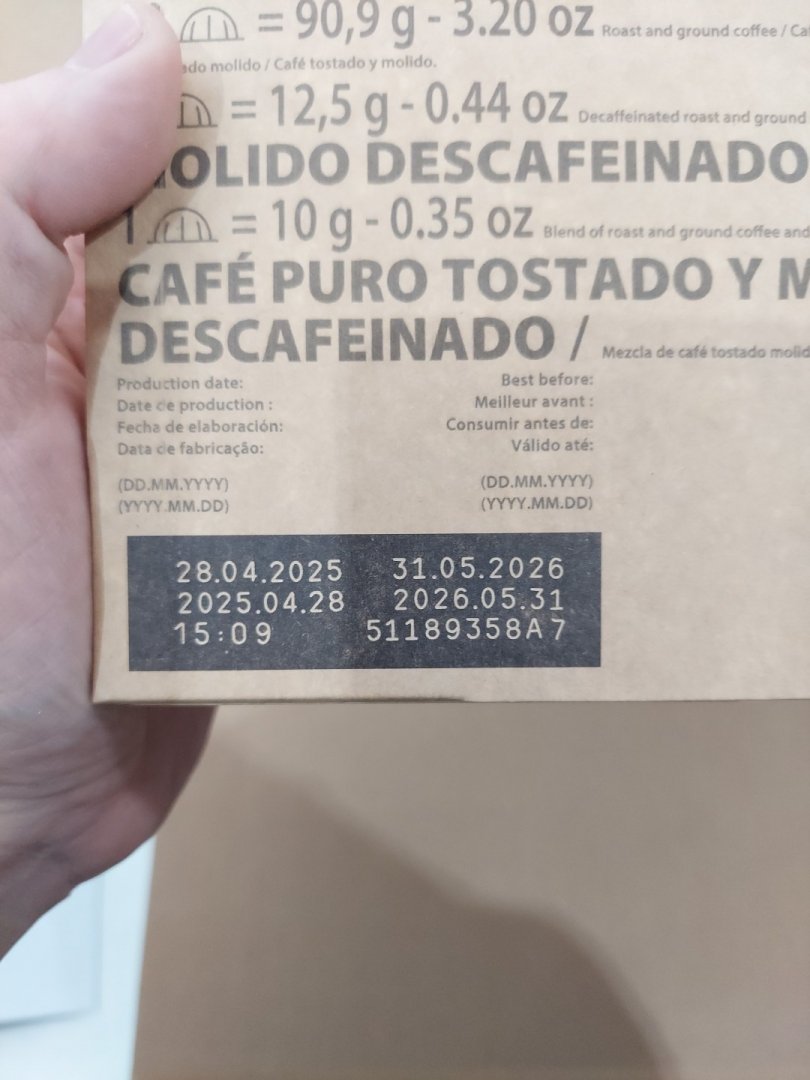 = 90,9 g - 3.20 oz Roast and ground coffee /
molido / Café tostado y molido.
= 12,5 g - 0.44 oz Decaffeinated roast and ground
MOLIDO DESCAFEINADO
1 = 10 g - 0.35 oz Blend of roast and ground coffee and
CAFÉ PURO TOSTADO Y M
DESCAFEINADO / Mezcla de café tostado molid
Production date: Best before:
Date de production : Meilleur avant :
Fecha de elaboración: Consumir antes de:
Data de fabricação: Válido até:
(DD.MM.YYYY) (DD.MM.YYYY)
(YYYY.MM.DD) (YYYY.MM.DD)
28.04.2025 31.05.2026
2025.04.28 2026.05.31
15:09 51189358A7